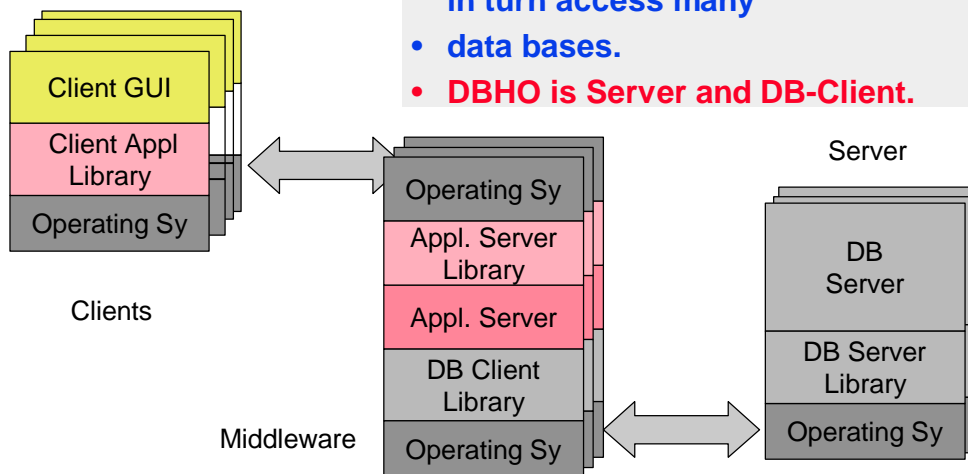 in turn access many
• data bases.
• DBHO is Server and DB-Client.
Client GUI
Client Appl
Library
Operating Sy
Clients
Operating Sy
Appl. Server
Library
Appl. Server
DB Client
Library
Operating Sy
Middleware
Server
DB
Server
DB Server
Library
Operating Sy